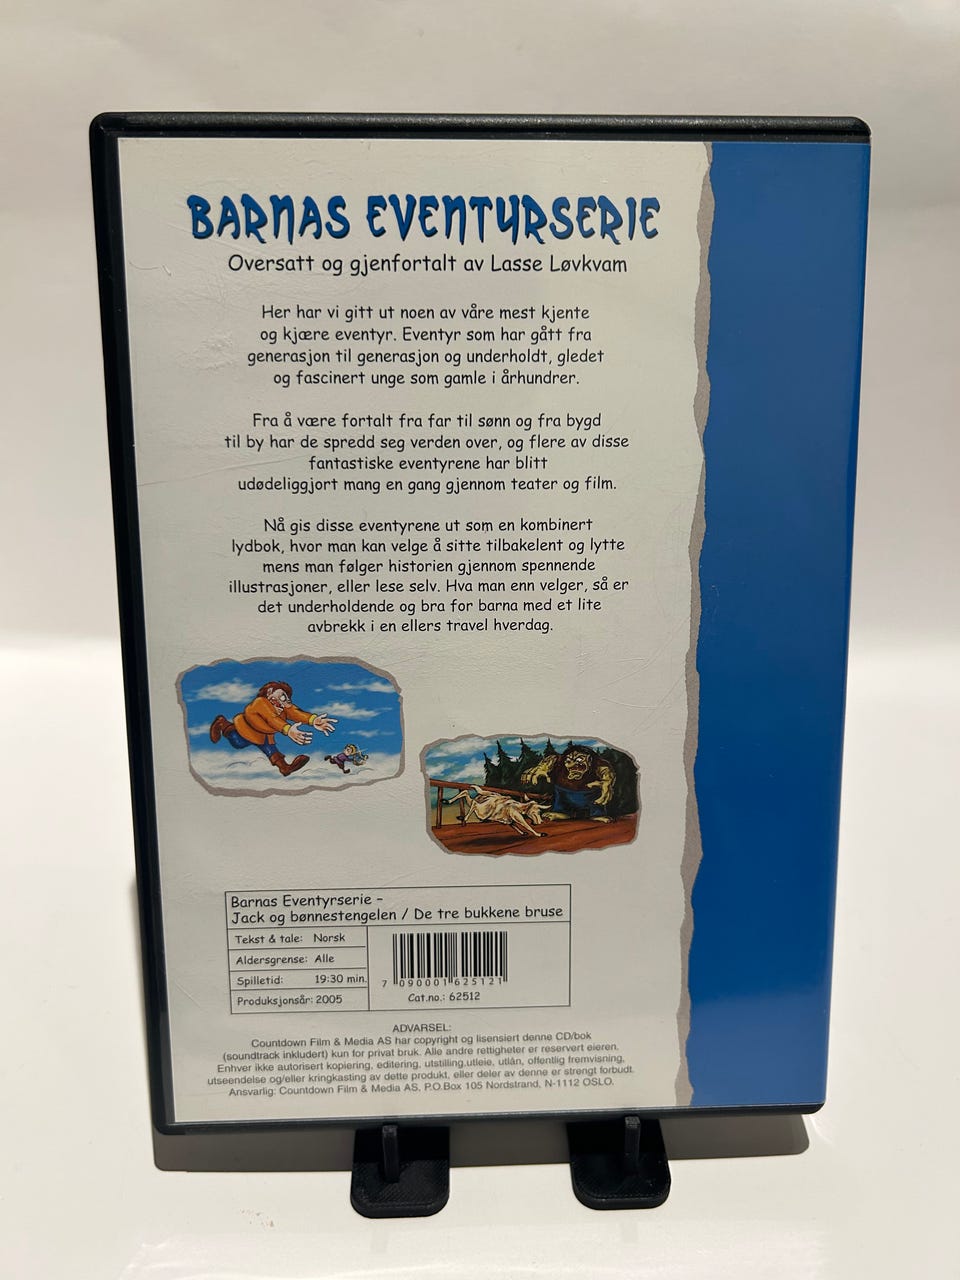 BARNAS EVENTYRSERIE
Oversatt og gjenfortalt av Lasse Løvkvam
Her har vi gitt ut noen av våre mest kjente
og kjære eventyr. Eventyr som har gått fra
generasjon til generasjon og underholdt, gledet
og fascinert unge som gamle i århundrer.
Fra å være fortalt fra far til sønn og fra bygd
til by har de spredd seg verden over, og flere av disse
fantastiske eventyrene har blitt
udødeliggjort mang en gang gjennom teater og film.
Nå gis disse eventyrene ut som en kombinert
lydbok, hvor man kan velge å sitte tilbakelent og lytte
mens man følger historien gjennom spennende
illustrasjoner, eller lese selv. Hva man enn velger, så er
det underholdende og bra for barna med et lite
avbrekk i en ellers travel hverdag.
Barnas Eventyrserie –
Jack og bønnestengelen / De tre bukkene bruse
Tekst & tale: Norsk
Aldersgrense: Alle
Spilletid: 19:30 min.
Produksjonsår: 2005
7 090001 625121
Cat.no.: 62512
ADVARSEL:
Countdown Film & Media AS har copyright og lisensiert denne CD/bok
(soundtrack inkludert) kun for privat bruk. Alle andre rettigheter er reservert eieren.
Enhver ikke autorisert kopiering, editering, utstilling,utleie, utlån, offentlig fremvisning,
utseendelse og/eller kringkasting av dette produkt, eller deler av denne er strengt forbudt.
Ansvarlig: Countdown Film & Media AS, P.O.Box 105 Nordstrand, N-1112 OSLO.